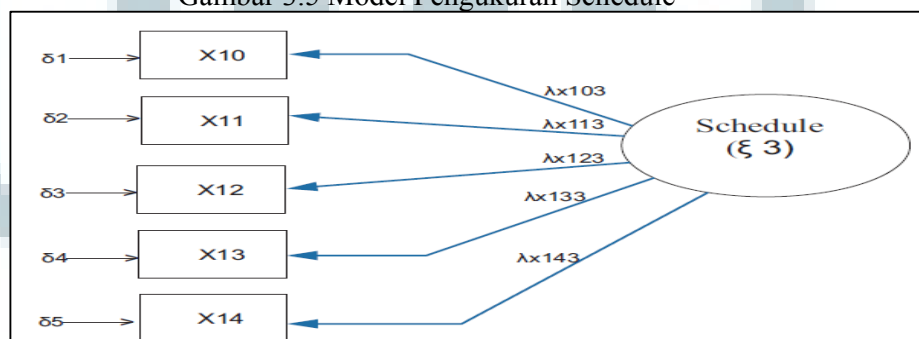 Gambar 3.5 Model Pengukuran Schedule
δ1 X10
λx103
δ2 X11
λx113
Schedule
(ξ 3)
λx123
δ3 X12
λx133
δ4 X13
λx143
δ5 X14